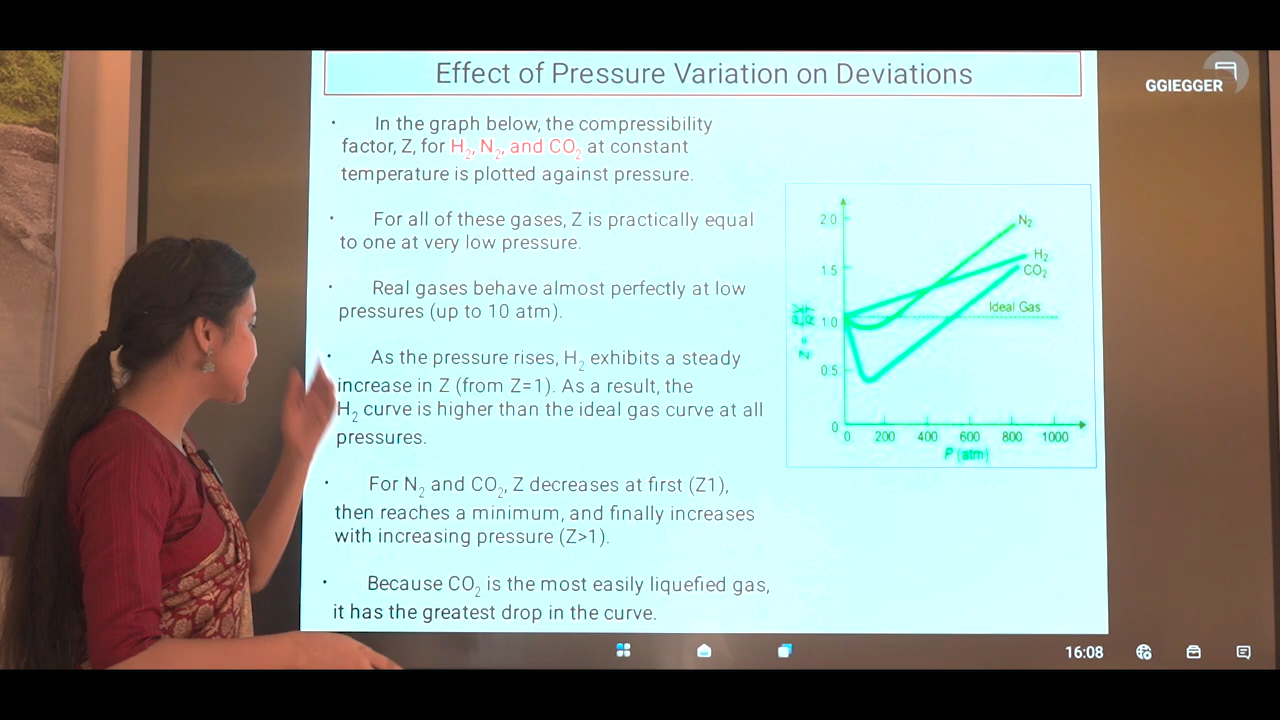 Effect of Pressure Variation on Deviations
GGIEGGER
· In the graph below, the compressibility
factor, Z, for H₂, N₂, and CO₂ at constant
temperature is plotted against pressure.
· For all of these gases, Z is practically equal
to one at very low pressure.
· Real gases behave almost perfectly at low
pressures (up to 10 atm).
· As the pressure rises, H₂ exhibits a steady
increase in Z (from Z=1). As a result, the
H₂ curve is higher than the ideal gas curve at all
pressures.
· For N₂ and CO₂, Z decreases at first (Z1),
then reaches a minimum, and finally increases
with increasing pressure (Z>1).
· Because CO₂ is the most easily liquefied gas,
it has the greatest drop in the curve.
2.0
N₂
1.5
H₂
CO₂
Ideal Gas
1.0
Z = PV/RT
0.5
0
0 200 400 600 800 1000
P (atm)
16:08